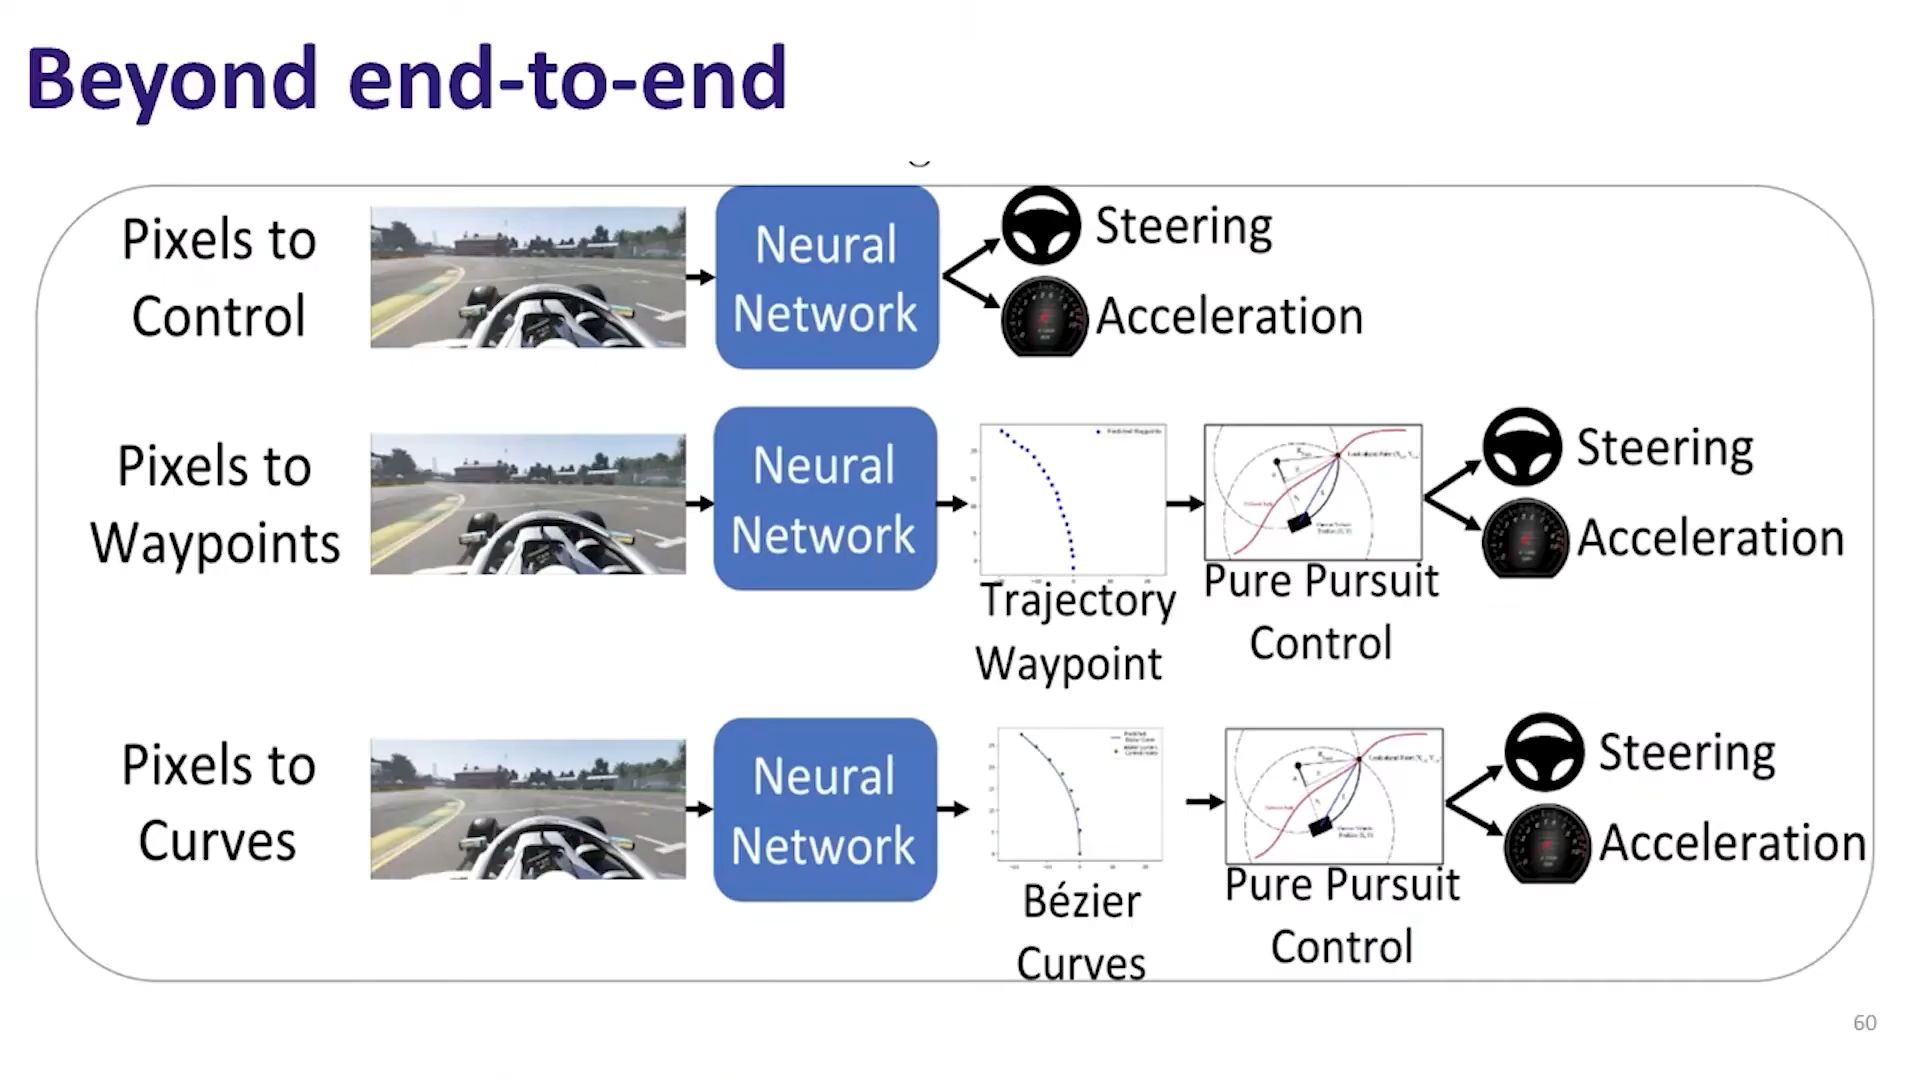 Beyond end-to-end
Pixels to
Control
Neural
Network
Steering
Acceleration
Pixels to
Waypoints
Neural
Network
Trajectory
Waypoint
Pure Pursuit
Control
Steering
Acceleration
Pixels to
Curves
Neural
Network
Bézier
Curves
Pure Pursuit
Control
Steering
Acceleration
60